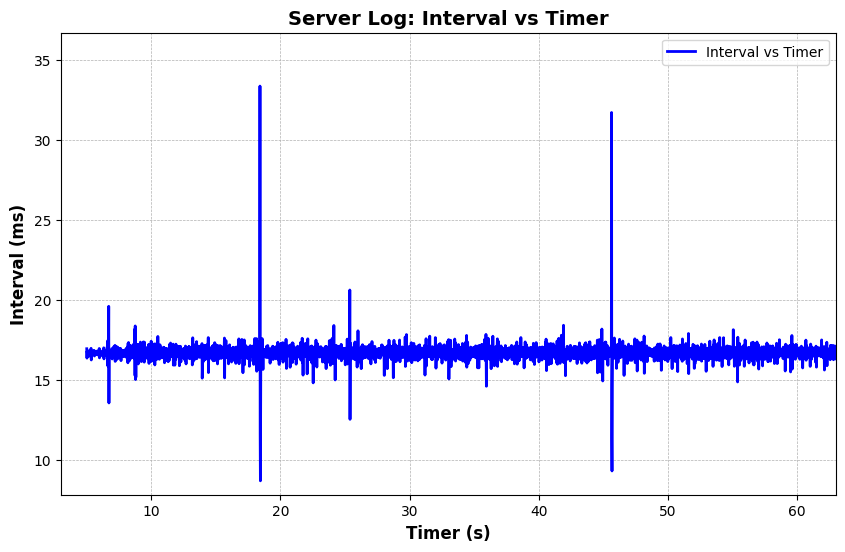 Server Log: Interval vs Timer
Interval vs Timer
35
30
25
20
15
10
Interval (ms)
10 20 30 40 50 60
Timer (s)